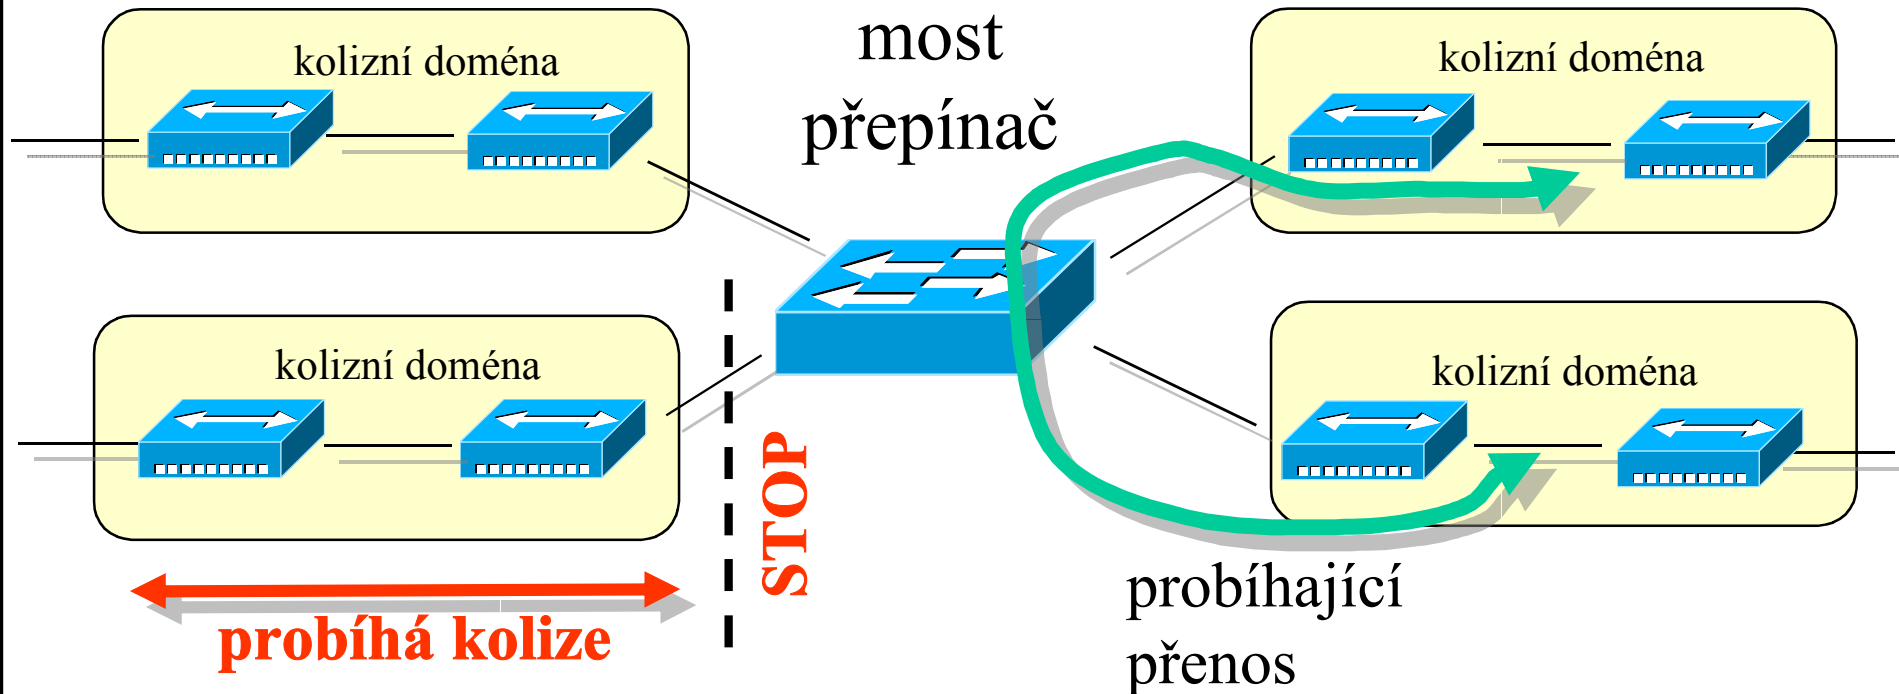 most
přepínač
kolizní doména
kolizní doména
kolizní doména
kolizní doména
STOP
probíhá kolize
probíhající
přenos